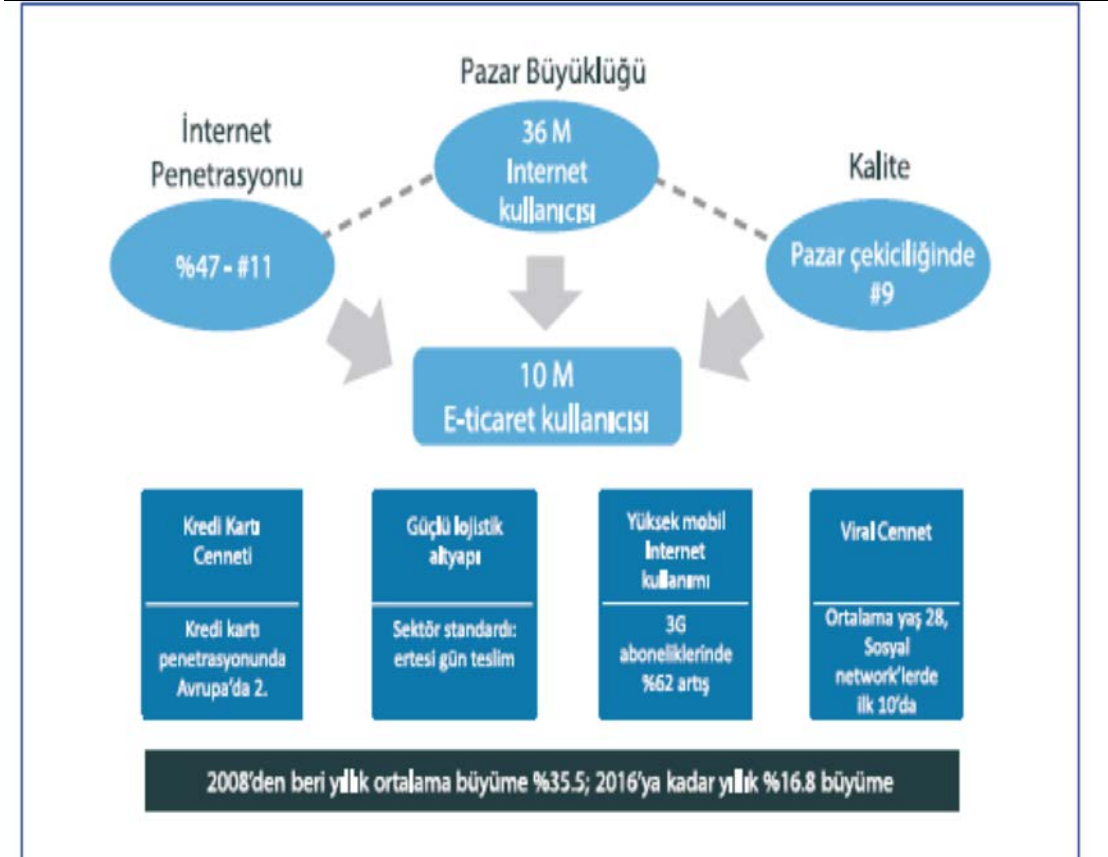 Pazar Büyüklüğü
İnternet
Penetrasyonu
36 M
Internet
kullanıcısı
Kalite
%47 - #11
Pazar çekiciliğinde
#9
10 M
E-ticaret kullanıcısı
Kredi Kartı
Cenneti
Kredi kartı
penetrasyonunda
Avrupa'da 2.
Güçlü lojistik
altyapı
Sektör standardı:
ertesi gün teslim
Yüksek mobil
Internet
kullanımı
3G
aboneliklerinde
%62 artış
Viral Cennet
Ortalama yaş 28,
Sosyal
network'lerde
ilk 10'da
2008'den beri yıllık ortalama büyüme %35.5; 2016'ya kadar yıllık %16.8 büyüme